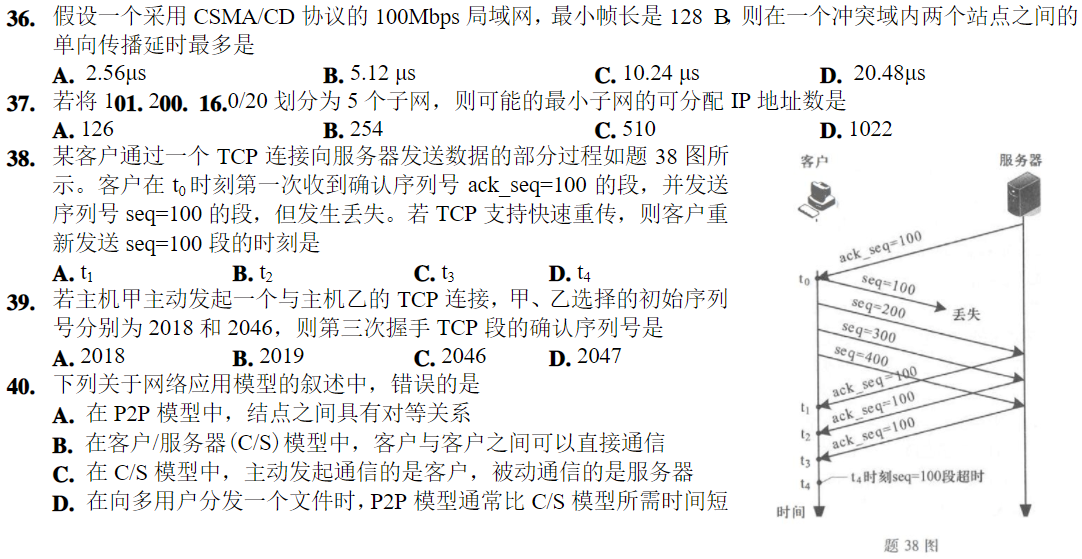 36. 假设一个采用 CSMA/CD 协议的 100Mbps 局域网，最小帧长是 128 B，则在一个冲突域内两个站点之间的
单向传播延时最多是
A. 2.56μs B. 5.12 μs C. 10.24 μs D. 20.48μs
37. 若将 101. 200. 16.0/20 划分为 5 个子网，则可能的最小子网的可分配 IP 地址数是
A. 126 B. 254 C. 510 D. 1022
38. 某客户通过一个 TCP 连接向服务器发送数据的部分过程如题 38 图所
示。客户在 t₀时刻第一次收到确认序列号 ack_seq=100 的段，并发送
序列号 seq=100 的段，但发生丢失。若 TCP 支持快速重传，则客户重
新发送 seq=100 段的时刻是
A. t₁ B. t₂ C. t₃ D. t₄
39. 若主机甲主动发起一个与主机乙的 TCP 连接，甲、乙选择的初始序列
号分别为 2018 和 2046，则第三次握手 TCP 段的确认序列号是
A. 2018 B. 2019 C. 2046 D. 2047
40. 下列关于网络应用模型的叙述中，错误的是
A. 在 P2P 模型中，结点之间具有对等关系
B. 在客户/服务器(C/S)模型中，客户与客户之间可以直接通信
C. 在 C/S 模型中，主动发起通信的是客户，被动通信的是服务器
D. 在向多用户分发一个文件时，P2P 模型通常比 C/S 模型所需时间短
客户 服务器
ack_seq=100
t₀
seq=100
丢失
seq=200
seq=300
seq=400
ack_seq=100
t₁
ack_seq=100
t₂
ack_seq=100
t₃
t₄ t₄时刻seq=100段超时
时间
题 38 图